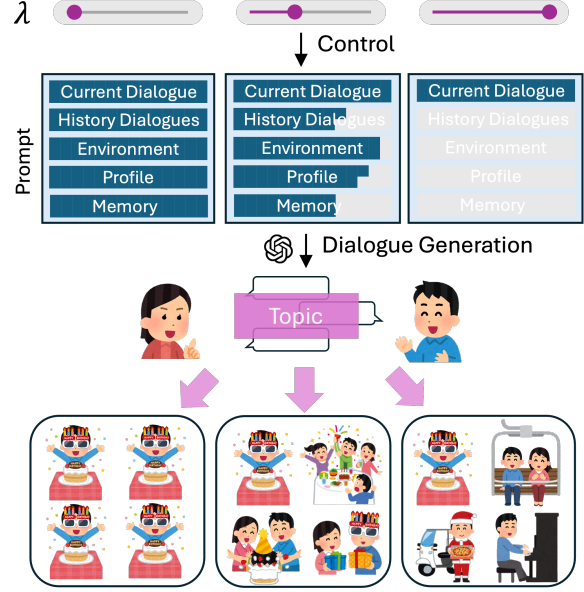 λ
Control
Prompt
Current Dialogue
History Dialogues
Environment
Profile
Memory
Current Dialogue
History Dialogues
Environment
Profile
Memory
Current Dialogue
History Dialogues
Environment
Profile
Memory
Dialogue Generation
Topic